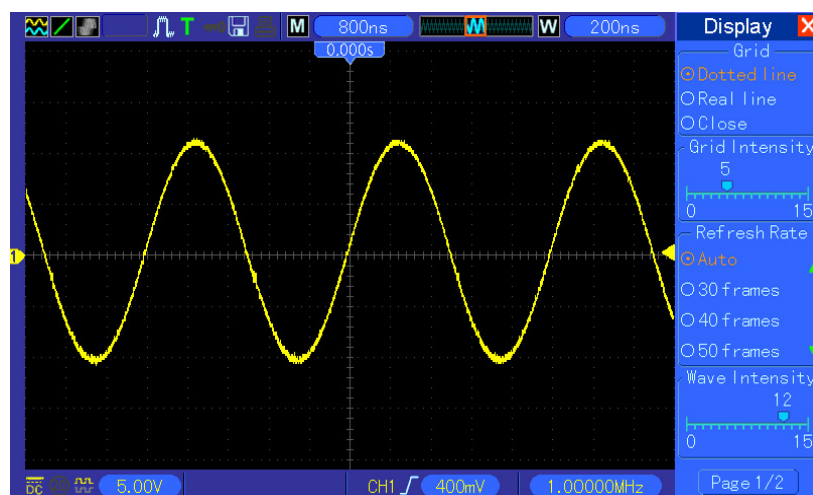 T M 800ns W 200ns
0.000s
1
DC 5.00V CH1 400mV 1.00000MHz
Display X
Grid
Dotted line
Real line
Close
Grid Intensity
5
0 15
Refresh Rate
Auto
30 frames
40 frames
50 frames
Wave Intensity
12
0 15
Page 1/2